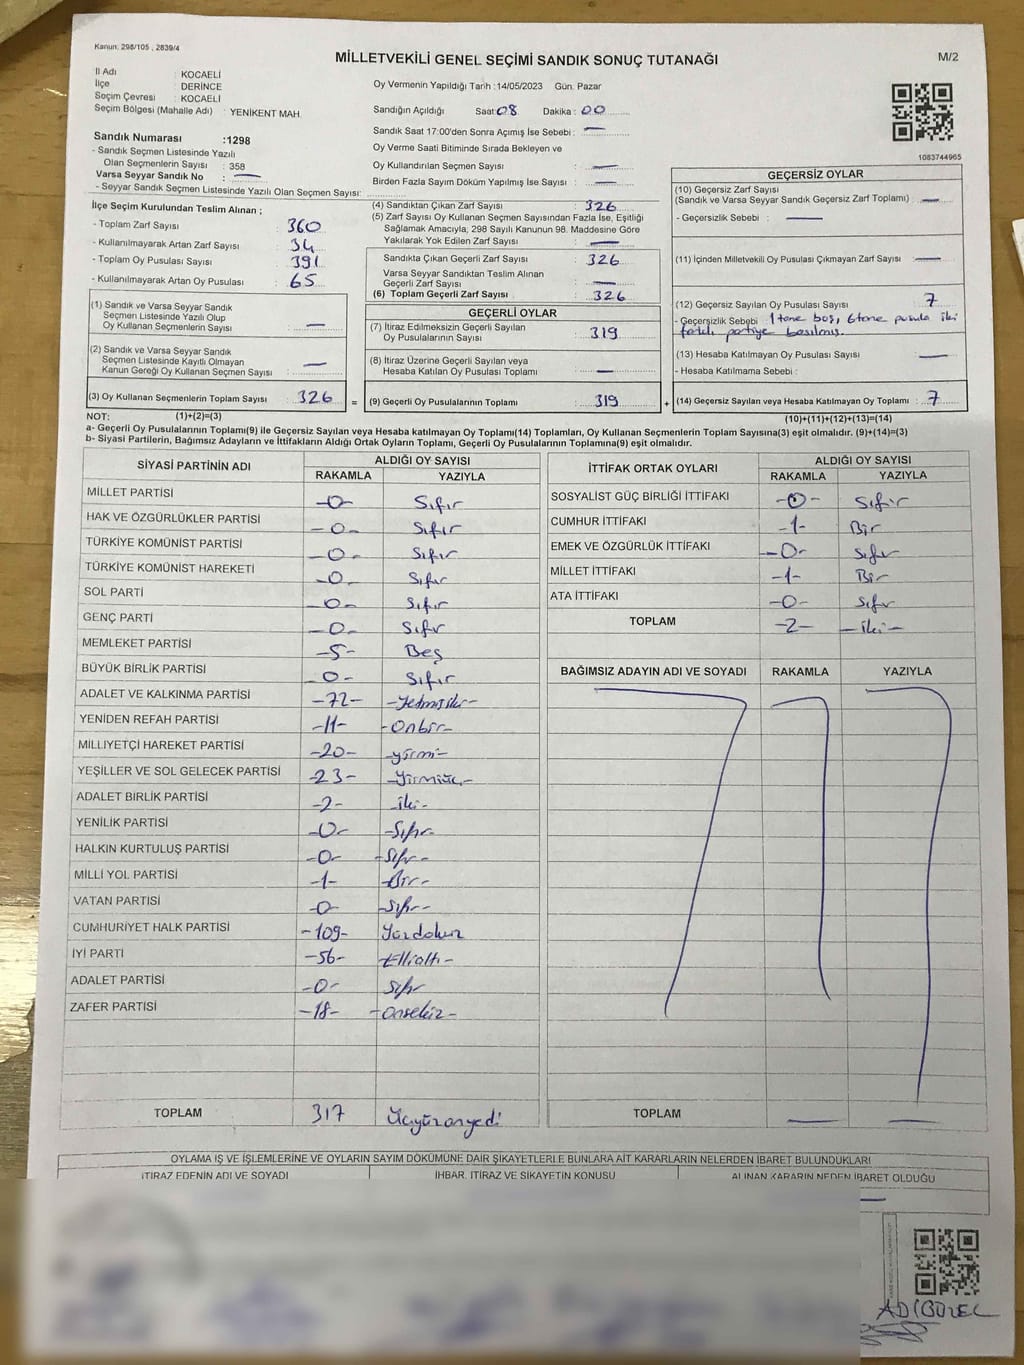 Kanun: 298/105 , 2839/4
MİLLETVEKİLİ GENEL SEÇİMİ SANDIK SONUÇ TUTANAĞI
M/2
İl Adı : KOCAELİ
İlçe : DERİNCE
Seçim Çevresi : KOCAELİ
Seçim Bölgesi (Mahalle Adı) : YENİKENT MAH.
Oy Vermenin Yapıldığı Tarih :14/05/2023 Gün: Pazar
Sandığın Açıldığı Saat: 08 Dakika : 00
Sandık Saat 17:00'den Sonra Açımış İse Sebebi : —
Oy Verme Saati Bitiminde Sırada Bekleyen ve
Oy Kullandırılan Seçmen Sayısı : —
Birden Fazla Sayım Döküm Yapılmış İse Sayısı : —
1083744965
Sandık Numarası :1298
- Sandık Seçmen Listesinde Yazılı
Olan Seçmenlerin Sayısı : 358
Varsa Seyyar Sandık No : —
- Seyyar Sandık Seçmen Listesinde Yazılı Olan Seçmen Sayısı:
İlçe Seçim Kurulundan Teslim Alınan ;
- Toplam Zarf Sayısı : 360
- Kullanılmayarak Artan Zarf Sayısı : 34
- Toplam Oy Pusulası Sayısı : 391
- Kullanılmayarak Artan Oy Pusulası : 65
(1) Sandık ve Varsa Seyyar Sandık
Seçmen Listesinde Yazılı Olup
Oy Kullanan Seçmenlerin Sayısı : —
(2) Sandık ve Varsa Seyyar Sandık
Seçmen Listesinde Kayıtlı Olmayan
Kanun Gereği Oy Kullanan Seçmen Sayısı : —
(3) Oy Kullanan Seçmenlerin Toplam Sayısı : 326
(4) Sandıktan Çıkan Zarf Sayısı : 326
(5) Zarf Sayısı Oy Kullanan Seçmen Sayısından Fazla İse, Eşitliği
Sağlamak Amacıyla, 298 Sayılı Kanunun 98. Maddesine Göre
Yakılarak Yok Edilen Zarf Sayısı : —
Sandıkta Çıkan Geçerli Zarf Sayısı : 326
Varsa Seyyar Sandıktan Teslim Alınan
Geçerli Zarf Sayısı : —
(6) Toplam Geçerli Zarf Sayısı : 326
GEÇERLİ OYLAR
(7) İtiraz Edilmeksizin Geçerli Sayılan
Oy Pusulalarının Sayısı : 319
(8) İtiraz Üzerine Geçerli Sayılan veya
Hesaba Katılan Oy Pusulası Toplamı : —
= (9) Geçerli Oy Pusulalarının Toplamı : 319 +
GEÇERSİZ OYLAR
(10) Geçersiz Zarf Sayısı
(Sandık ve Varsa Seyyar Sandık Geçersiz Zarf Toplamı) : —
- Geçersizlik Sebebi : —
(11) İçinden Milletvekili Oy Pusulası Çıkmayan Zarf Sayısı : —
(12) Geçersiz Sayılan Oy Pusulası Sayısı : 7
- Geçersizlik Sebebi 1 tane boş, 6 tane pusula iki
farklı partiye basılmış.
(13) Hesaba Katılmayan Oy Pusulası Sayısı : —
- Hesaba Katılmama Sebebi :
(14) Geçersiz Sayılan veya Hesaba Katılmayan Oy Toplamı : 7
NOT: (1)+(2)=(3) (10)+(11)+(12)+(13)=(14)
a- Geçerli Oy Pusulalarının Toplamı(9) ile Geçersiz Sayılan veya Hesaba katılmayan Oy Toplamı(14) Toplamları, Oy Kullanan Seçmenlerin Toplam Sayısına(3) eşit olmalıdır. (9)+(14)=(3)
b- Siyasi Partilerin, Bağımsız Adayların ve İttifakların Aldığı Ortak Oyların Toplamı, Geçerli Oy Pusulalarının Toplamına(9) eşit olmalıdır.
SİYASİ PARTİNİN ADI ALDIĞI OY SAYISI
RAKAMLA YAZIYLA
MİLLET PARTİSİ -0- Sıfır
HAK VE ÖZGÜRLÜKLER PARTİSİ -0- Sıfır
TÜRKİYE KOMÜNİST PARTİSİ -0- Sıfır
TÜRKİYE KOMÜNİST HAREKETİ -0- Sıfır
SOL PARTİ -0- Sıfır
GENÇ PARTİ -0- Sıfır
MEMLEKET PARTİSİ -5- Beş
BÜYÜK BİRLİK PARTİSİ -0- Sıfır
ADALET VE KALKINMA PARTİSİ -72- -Yetmişiki-
YENİDEN REFAH PARTİSİ -11- -Onbir-
MİLLİYETÇİ HAREKET PARTİSİ -20- -yirmi-
YEŞİLLER VE SOL GELECEK PARTİSİ -23- -Yirmiüç-
ADALET BİRLİK PARTİSİ -2- -iki-
YENİLİK PARTİSİ -0- -Sıfır-
HALKIN KURTULUŞ PARTİSİ -0- -Sıfır-
MİLLİ YOL PARTİSİ -1- -Bir-
VATAN PARTİSİ -0- -Sıfır-
CUMHURİYET HALK PARTİSİ -109- Yüzdokuz
İYİ PARTİ -56- -Ellialtı-
ADALET PARTİSİ -0- Sıfır
ZAFER PARTİSİ -18- -Onsekiz-
TOPLAM 317 Üçyüzonyedi
İTTİFAK ORTAK OYLARI ALDIĞI OY SAYISI
RAKAMLA YAZIYLA
SOSYALİST GÜÇ BİRLİĞİ İTTİFAKI -0- Sıfır
CUMHUR İTTİFAKI -1- Bir
EMEK VE ÖZGÜRLÜK İTTİFAKI -0- Sıfır
MİLLET İTTİFAKI -1- Bir
ATA İTTİFAKI -0- Sıfır
TOPLAM -2- -iki-
BAĞIMSIZ ADAYIN ADI VE SOYADI RAKAMLA YAZIYLA
TOPLAM — —
OYLAMA İŞ VE İŞLEMLERİNE VE OYLARIN SAYIM DÖKÜMÜNE DAİR ŞİKAYETLERLE BUNLARA AİT KARARLARIN NELERDEN İBARET BULUNDUKLARI
İTİRAZ EDENİN ADI VE SOYADI İHBAR, İTİRAZ VE ŞİKAYETİN KONUSU ALINAN KARARIN NEDEN İBARET OLDUĞU
ADIGÜZEL